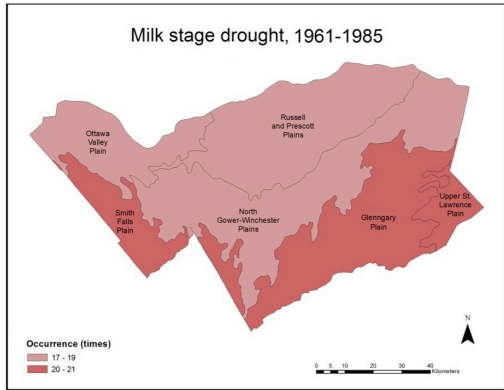 Milk stage drought, 1961-1985
Ottawa
Valley
Plain
Russell
and Prescott
Plains
Smith
Falls
Plain
North
Gower-Winchester
Plains
Glenngary
Plain
Upper St.
Lawrence
Plain
Occurrence (times)
17 - 19
20 - 21
N
0 5 10 20 30 40
Kilometers